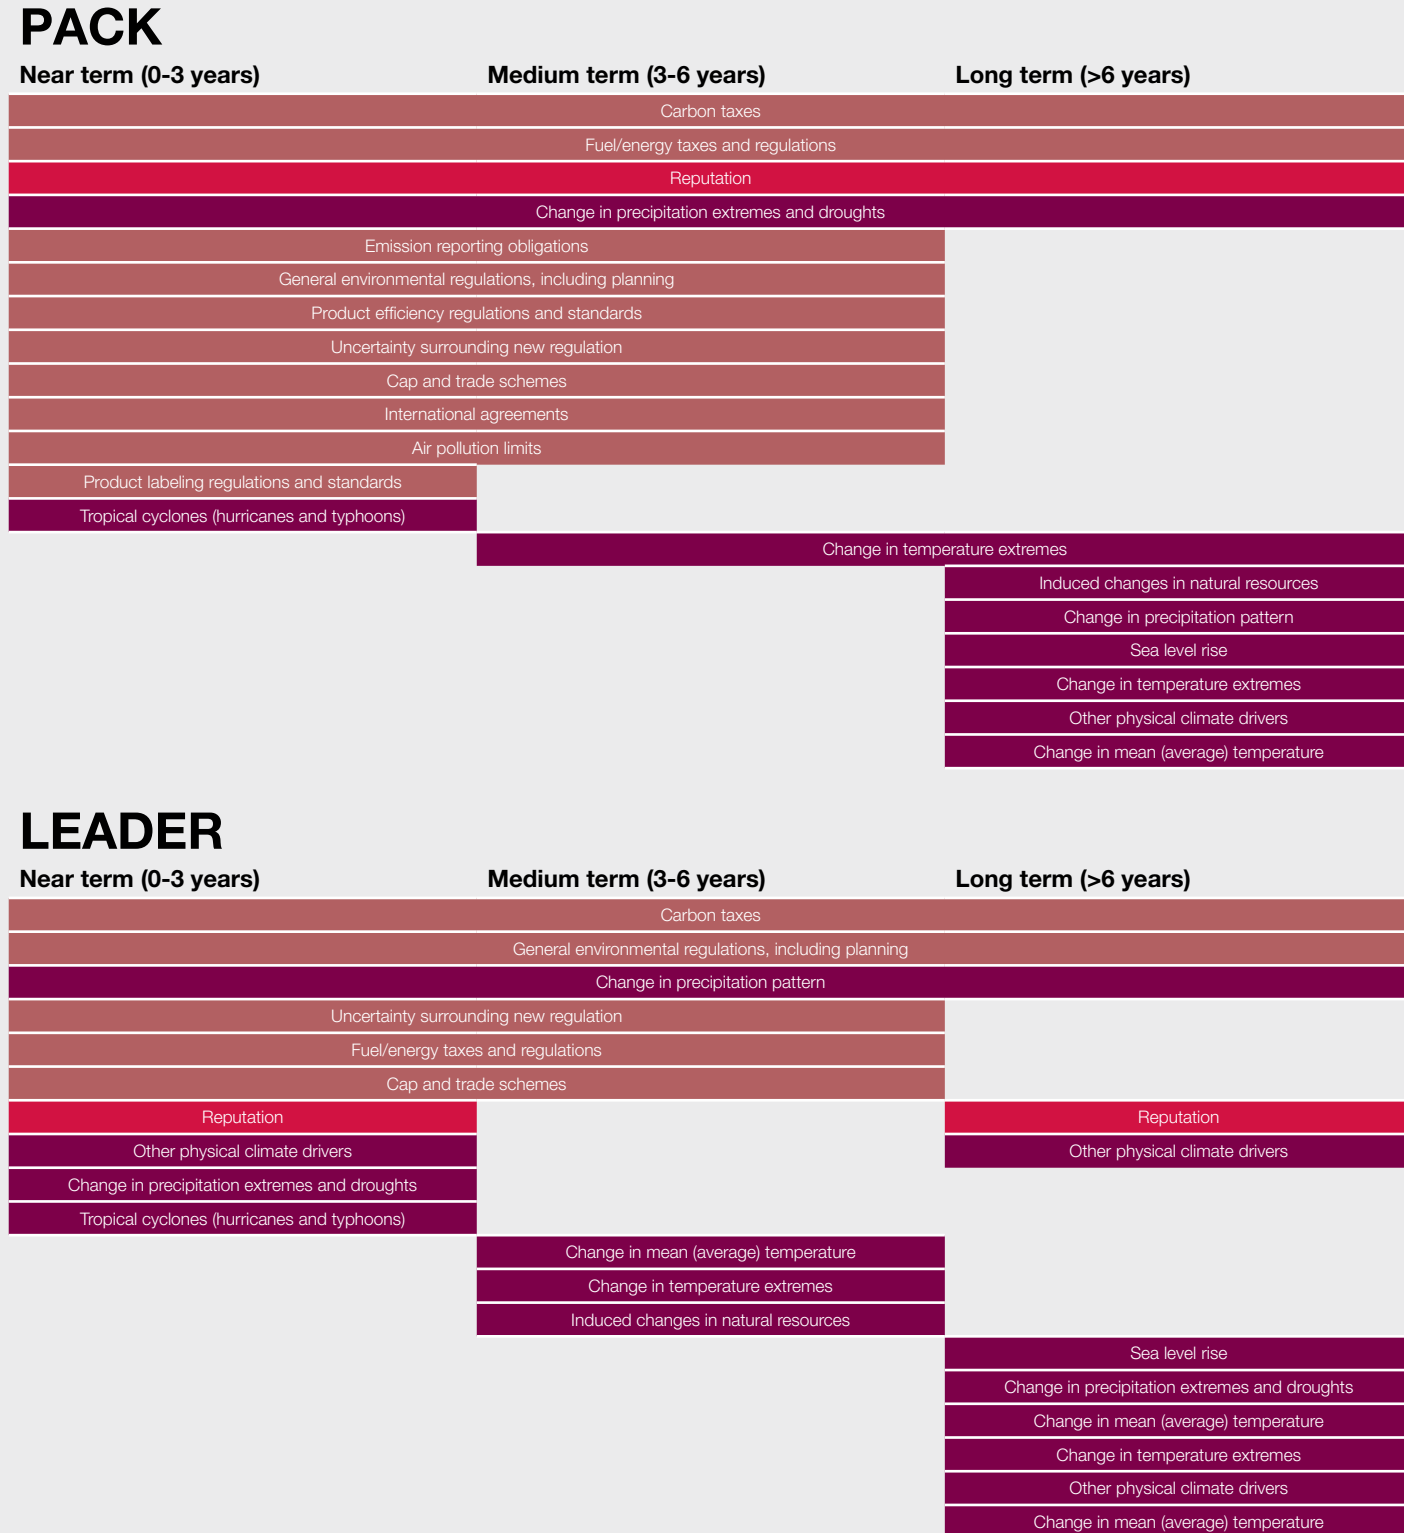 PACK
Near term (0-3 years) Medium term (3-6 years) Long term (>6 years)
Carbon taxes
Fuel/energy taxes and regulations
Reputation
Change in precipitation extremes and droughts
Emission reporting obligations
General environmental regulations, including planning
Product efficiency regulations and standards
Uncertainty surrounding new regulation
Cap and trade schemes
International agreements
Air pollution limits
Product labeling regulations and standards
Tropical cyclones (hurricanes and typhoons)
Change in temperature extremes
Induced changes in natural resources
Change in precipitation pattern
Sea level rise
Change in temperature extremes
Other physical climate drivers
Change in mean (average) temperature
LEADER
Near term (0-3 years) Medium term (3-6 years) Long term (>6 years)
Carbon taxes
General environmental regulations, including planning
Change in precipitation pattern
Uncertainty surrounding new regulation
Fuel/energy taxes and regulations
Cap and trade schemes
Reputation Reputation
Other physical climate drivers Other physical climate drivers
Change in precipitation extremes and droughts
Tropical cyclones (hurricanes and typhoons)
Change in mean (average) temperature
Change in temperature extremes
Induced changes in natural resources
Sea level rise
Change in precipitation extremes and droughts
Change in mean (average) temperature
Change in temperature extremes
Other physical climate drivers
Change in mean (average) temperature